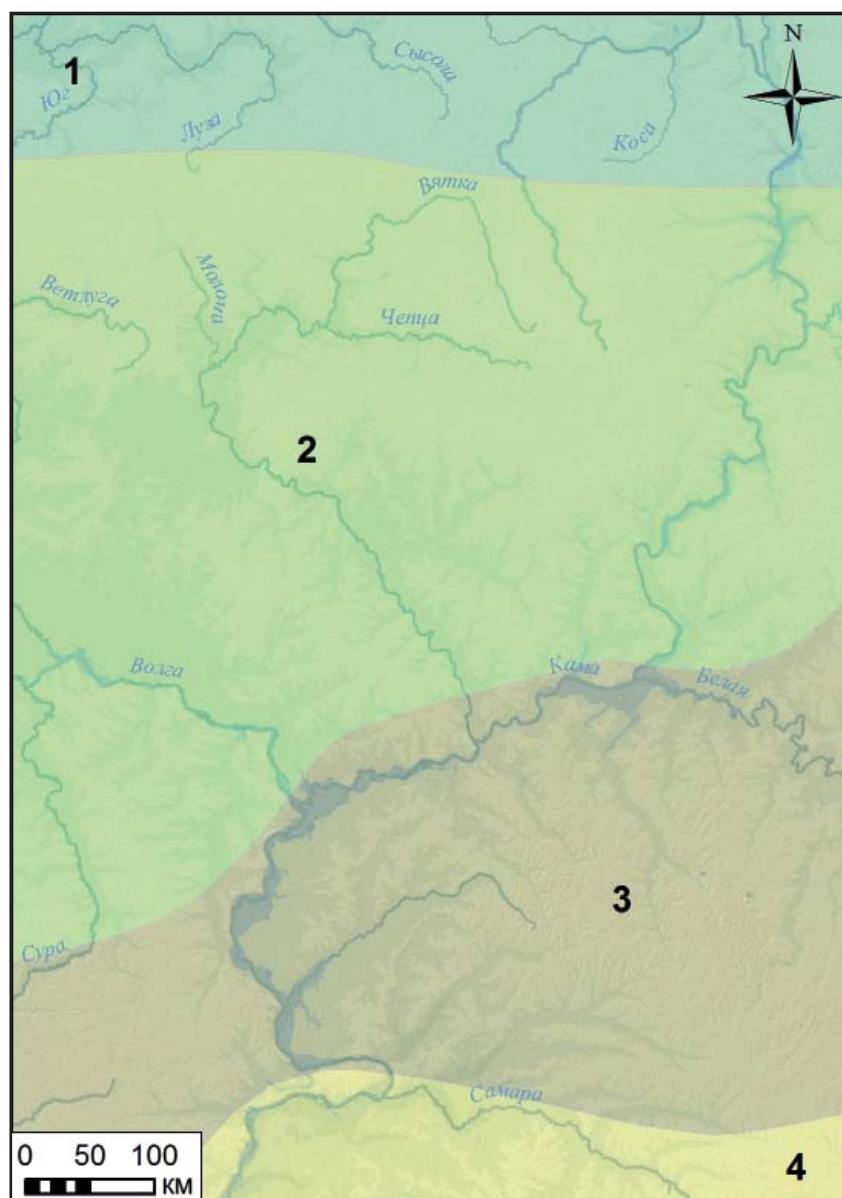 N
1
Юг
Луза
Сысола
Коса
Вятка
Молома
Ветлуга
Чепца
2
Волга
Кама
Белая
3
Сура
Самара
4
0 50 100
КМ